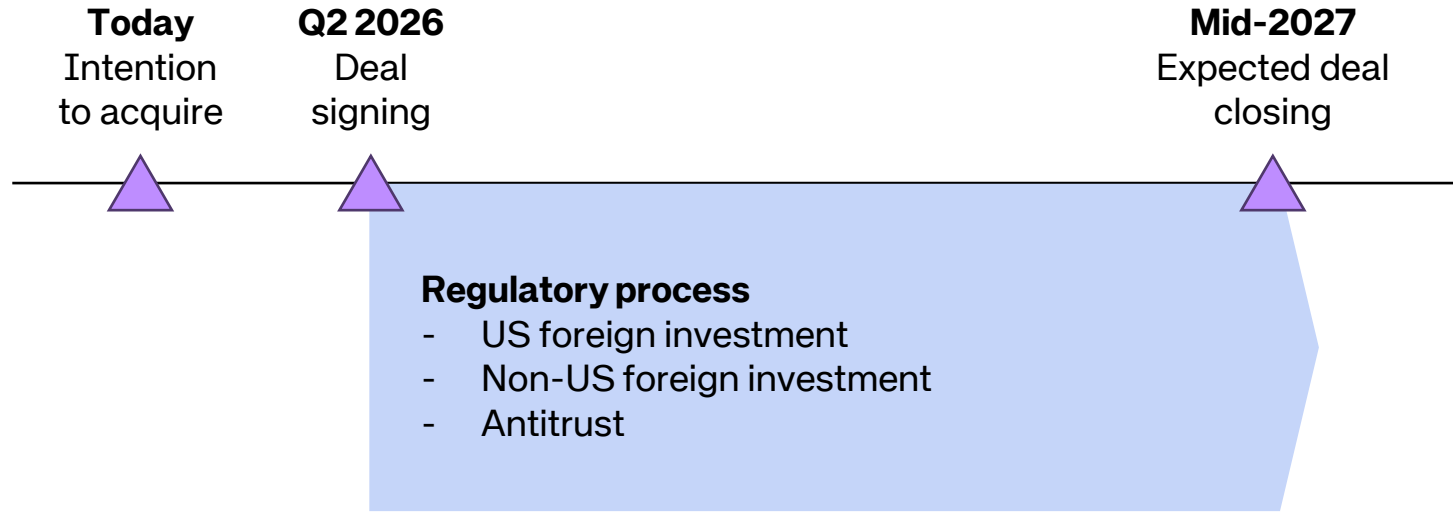 Today
Intention
to acquire
Q2 2026
Deal
signing
Mid-2027
Expected deal
closing
Regulatory process
- US foreign investment
- Non-US foreign investment
- Antitrust